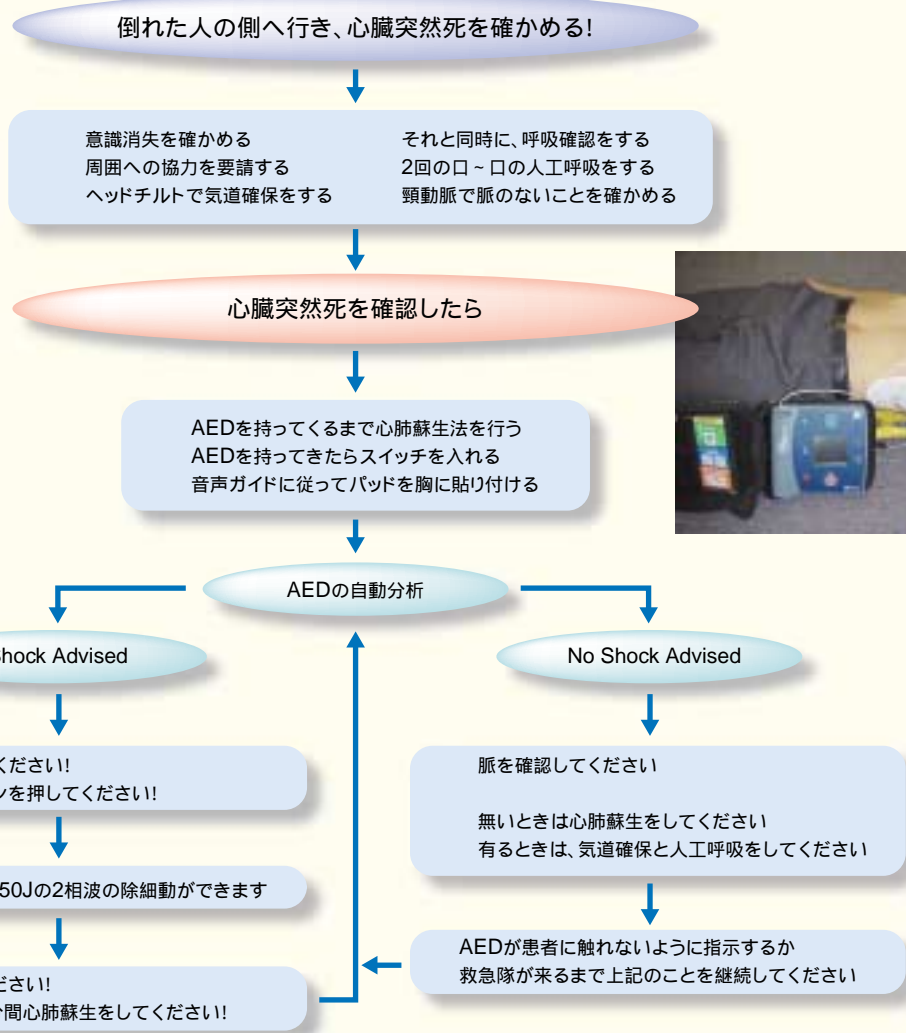 倒れた人の側へ行き、心臓突然死を確かめる!
意識消失を確かめる
周囲への協力を要請する
ヘッドチルトで気道確保をする
それと同時に、呼吸確認をする
2回の口~口の人工呼吸をする
頸動脈で脈のないことを確かめる
心臓突然死を確認したら
AEDを持ってくるまで心肺蘇生法を行う
AEDを持ってきたらスイッチを入れる
音声ガイドに従ってパッドを胸に貼り付ける
AEDの自動分析
hock Advised
ください!
ンを押してください!
50Jの2相波の除細動ができます
ださい!
間心肺蘇生をしてください!
No Shock Advised
脈を確認してください
無いときは心肺蘇生をしてください
有るときは、気道確保と人工呼吸をしてください
AEDが患者に触れないように指示するか
救急隊が来るまで上記のことを継続してください